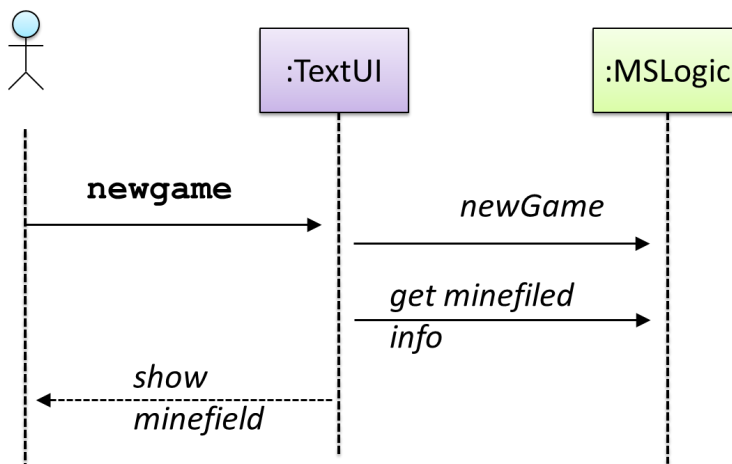 :TextUI
:MSLogic
newgame
newGame
get minefiled
info
show
minefield